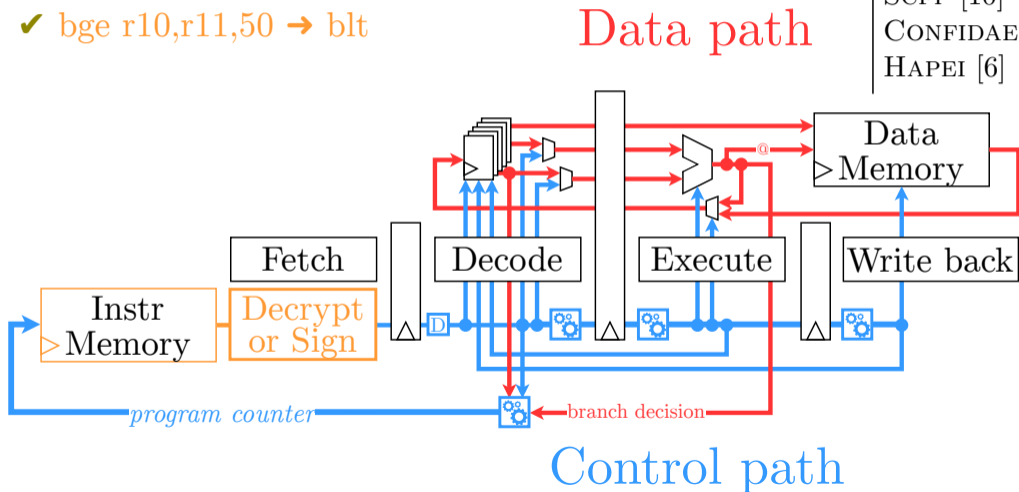 ✔ bge r10,r11,50 ➜ blt
Data path
CONFIDAE
HAPEI [6]
Data
Memory
@
Fetch
Decode
Execute
Write back
Instr
Memory
Decrypt
or Sign
D
program counter
branch decision
Control path